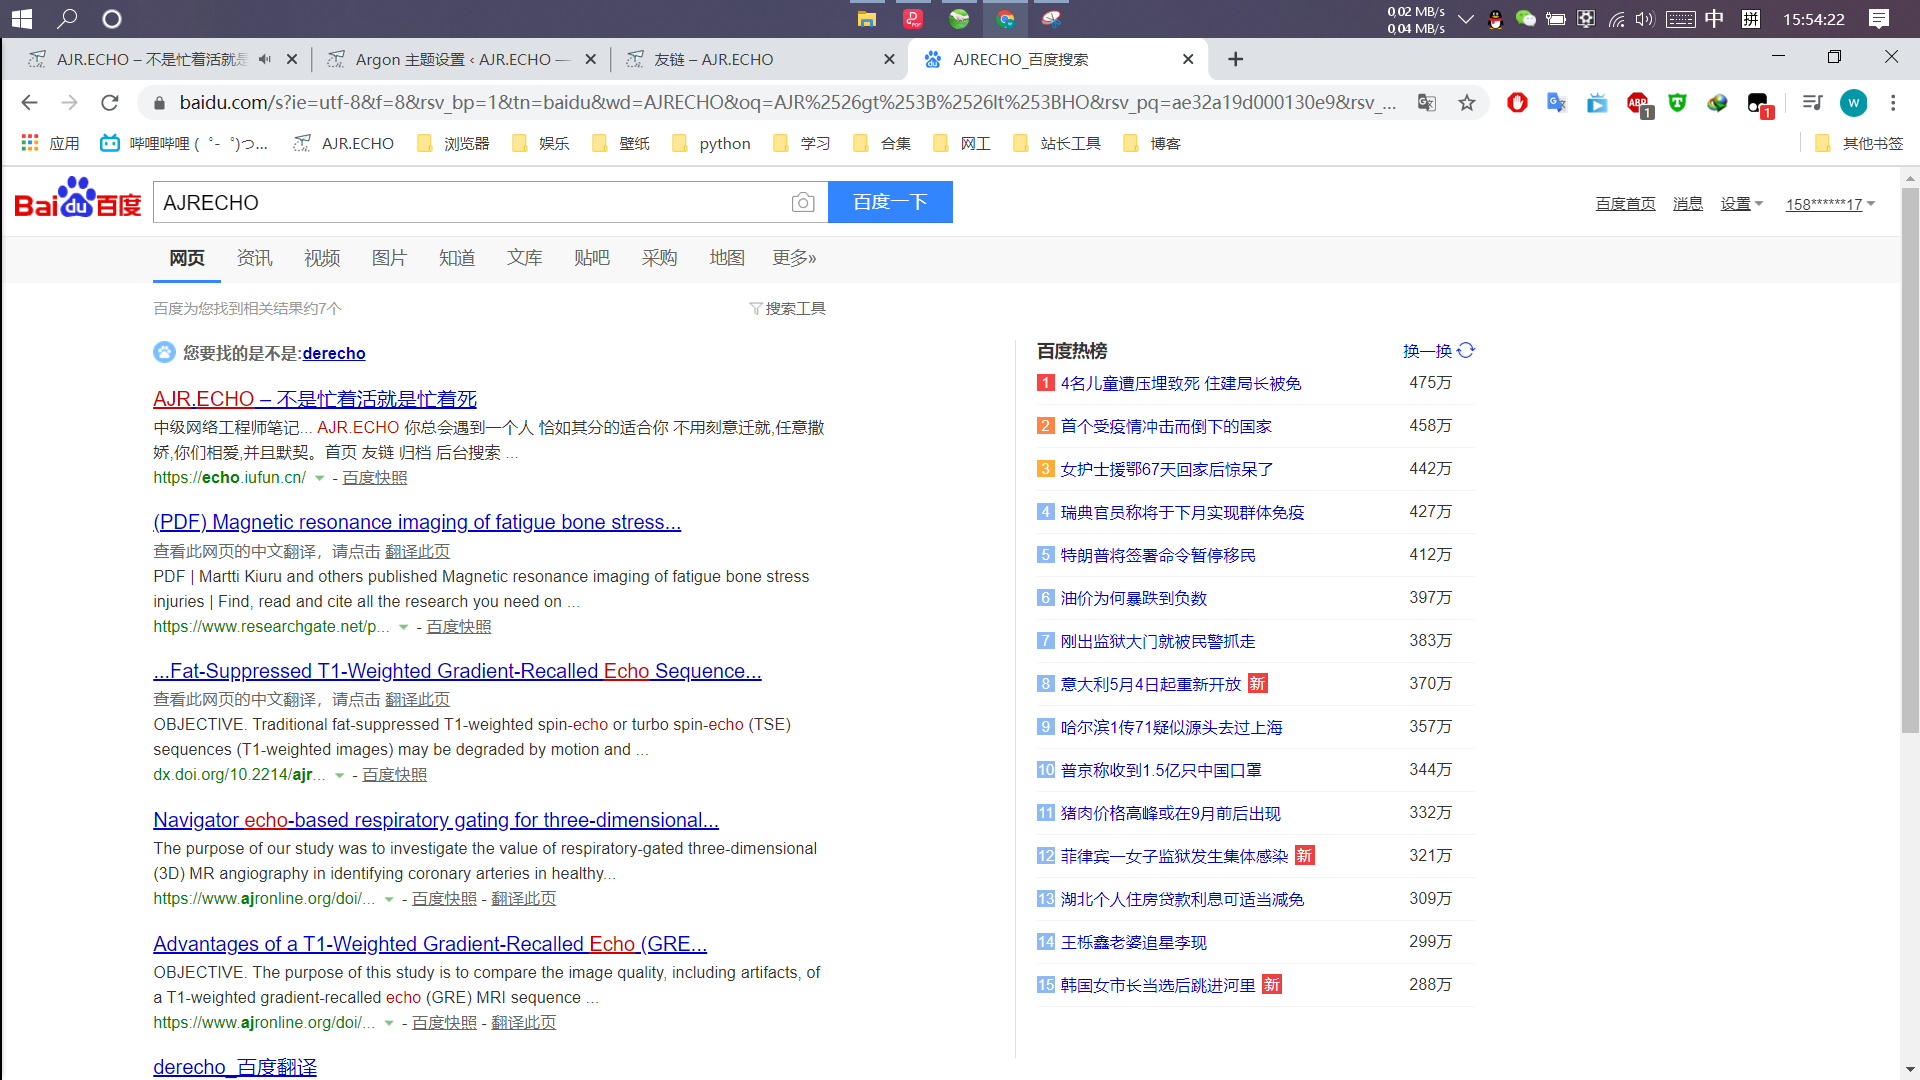 0.02 MB/s
0.04 MB/s
中
拼
15:54:22
AJR.ECHO – 不是忙着活就是
Argon 主题设置 ‹ AJR.ECHO —
友链 – AJR.ECHO
AJRECHO_百度搜索
baidu.com/s?ie=utf-8&f=8&rsv_bp=1&tn=baidu&wd=AJRECHO&oq=AJR%2526gt%253B%2526lt%253BHO&rsv_pq=ae32a19d000130e9&rsv_...
ABP
1
1
W
应用
哔哩哔哩 (゜-゜)つ...
AJR.ECHO
浏览器
娱乐
壁纸
python
学习
合集
网工
站长工具
博客
其他书签
Bai du 百度
AJRECHO
百度一下
百度首页
消息
设置
158******17
网页
资讯
视频
图片
知道
文库
贴吧
采购
地图
更多»
百度为您找到相关结果约7个
搜索工具
您要找的是不是:derecho
AJR.ECHO – 不是忙着活就是忙着死
中级网络工程师笔记... AJR.ECHO 你总会遇到一个人 恰如其分的适合你 不用刻意迁就,任意撒
娇,你们相爱,并且默契。首页 友链 归档 后台搜索 ...
https://echo.iufun.cn/ - 百度快照
(PDF) Magnetic resonance imaging of fatigue bone stress...
查看此网页的中文翻译，请点击 翻译此页
PDF | Martti Kiuru and others published Magnetic resonance imaging of fatigue bone stress
injuries | Find, read and cite all the research you need on ...
https://www.researchgate.net/p... - 百度快照
...Fat-Suppressed T1-Weighted Gradient-Recalled Echo Sequence...
查看此网页的中文翻译，请点击 翻译此页
OBJECTIVE. Traditional fat-suppressed T1-weighted spin-echo or turbo spin-echo (TSE)
sequences (T1-weighted images) may be degraded by motion and ...
dx.doi.org/10.2214/ajr... - 百度快照
Navigator echo-based respiratory gating for three-dimensional...
The purpose of our study was to investigate the value of respiratory-gated three-dimensional
(3D) MR angiography in identifying coronary arteries in healthy...
https://www.ajronline.org/doi/... - 百度快照 - 翻译此页
Advantages of a T1-Weighted Gradient-Recalled Echo (GRE...
OBJECTIVE. The purpose of this study is to compare the image quality, including artifacts, of
a T1-weighted gradient-recalled echo (GRE) MRI sequence ...
https://www.ajronline.org/doi/... - 百度快照 - 翻译此页
derecho_百度翻译
百度热榜
换一换
1 4名儿童遭压埋致死 住建局长被免 475万
2 首个受疫情冲击而倒下的国家 458万
3 女护士援鄂67天回家后惊呆了 442万
4 瑞典官员称将于下月实现群体免疫 427万
5 特朗普将签署命令暂停移民 412万
6 油价为何暴跌到负数 397万
7 刚出监狱大门就被民警抓走 383万
8 意大利5月4日起重新开放 新 370万
9 哈尔滨1传71疑似源头去过上海 357万
10 普京称收到1.5亿只中国口罩 344万
11 猪肉价格高峰或在9月前后出现 332万
12 菲律宾一女子监狱发生集体感染 新 321万
13 湖北个人住房贷款利息可适当减免 309万
14 王栎鑫老婆追星李现 299万
15 韩国女市长当选后跳进河里 新 288万